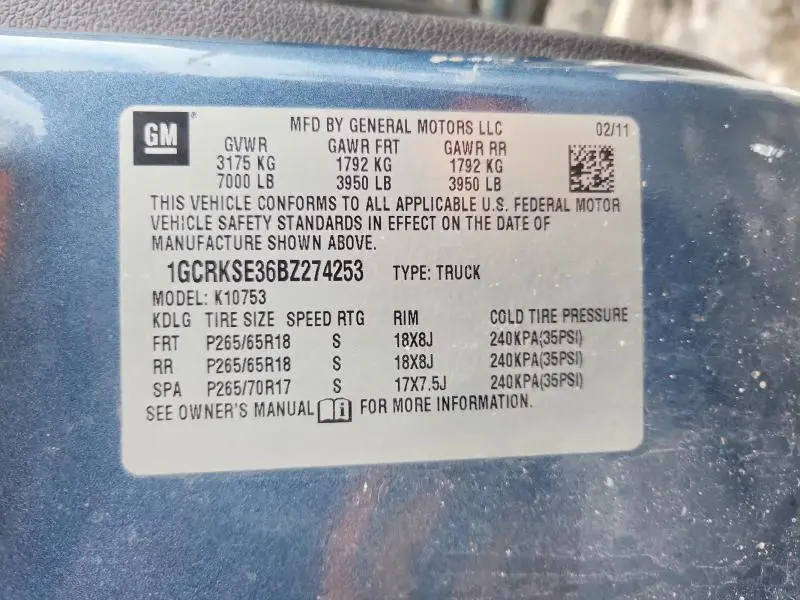 GM
MFD BY GENERAL MOTORS LLC 02/11
GVWR GAWR FRT GAWR RR
3175 KG 1792 KG 1792 KG
7000 LB 3950 LB 3950 LB
THIS VEHICLE CONFORMS TO ALL APPLICABLE U.S. FEDERAL MOTOR
VEHICLE SAFETY STANDARDS IN EFFECT ON THE DATE OF
MANUFACTURE SHOWN ABOVE.
1GCRKSE36BZ274253 TYPE: TRUCK
MODEL: K10753
KDLG TIRE SIZE SPEED RTG RIM COLD TIRE PRESSURE
FRT P265/65R18 S 18X8J 240KPA(35PSI)
RR P265/65R18 S 18X8J 240KPA(35PSI)
SPA P265/70R17 S 17X7.5J 240KPA(35PSI)
SEE OWNER'S MANUAL i FOR MORE INFORMATION.